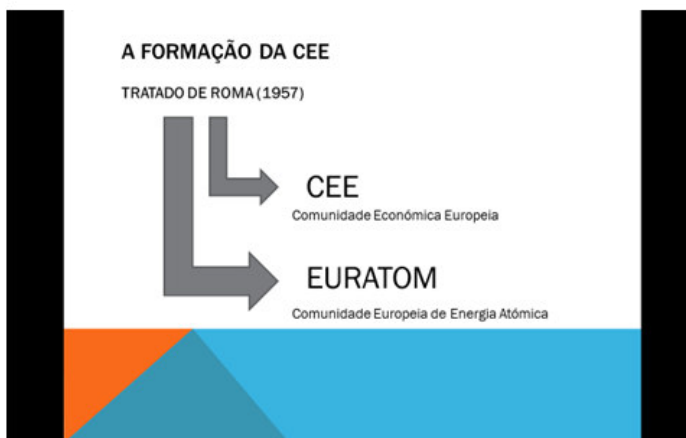 A FORMAÇÃO DA CEE
TRATADO DE ROMA (1957)
CEE
Comunidade Económica Europeia
EURATOM
Comunidade Europeia de Energia Atómica